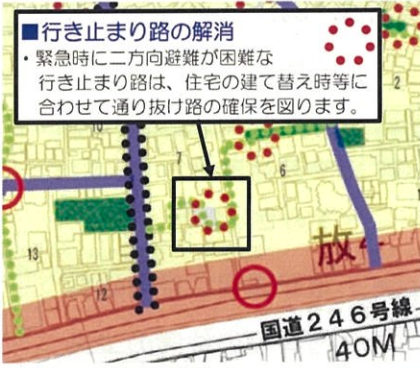 ■行き止まり路の解消
・緊急時に二方向避難が困難な
行き止まり路は、住宅の建て替え時等に
合わせて通り抜け路の確保を図ります。
2
10
7
6
放4
13
12
国道246号線
40M